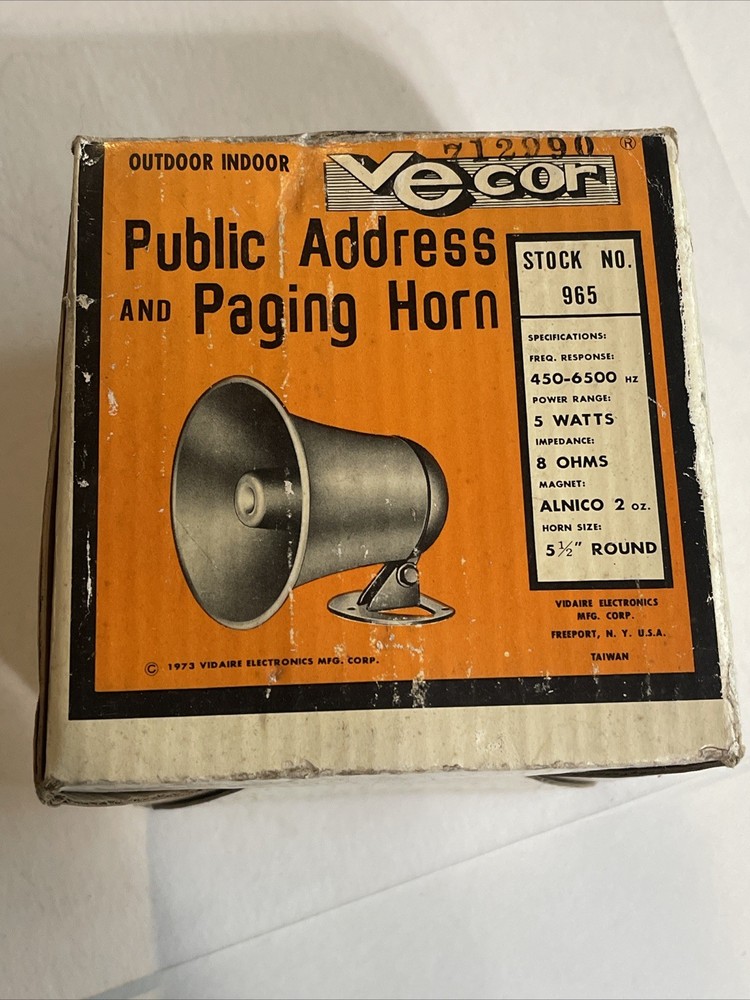 712990
OUTDOOR INDOOR
Vecor ®
Public Address
AND Paging Horn
STOCK NO.
965
SPECIFICATIONS:
FREQ. RESPONSE:
450-6500 HZ
POWER RANGE:
5 WATTS
IMPEDANCE:
8 OHMS
MAGNET:
ALNICO 2 OZ.
HORN SIZE:
5 1/2" ROUND
VIDAIRE ELECTRONICS
MFG. CORP.
FREEPORT, N. Y. U.S.A.
TAIWAN
© 1973 VIDAIRE ELECTRONICS MFG. CORP.